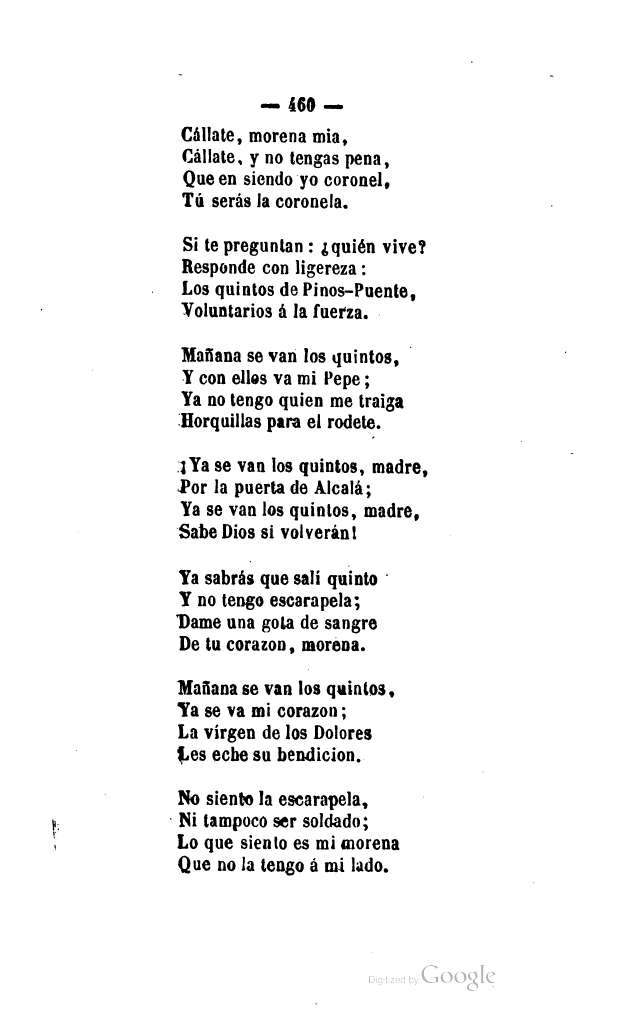 — 460 —
Cállate, morena mia,
Cállate, y no tengas pena,
Que en siendo yo coronel,
Tú serás la coronela.
Si te preguntan : ¿quién vive?
Responde con ligereza :
Los quintos de Pinos-Puente,
Voluntarios á la fuerza.
Mañana se van los quintos,
Y con ellos va mi Pepe ;
Ya no tengo quien me traiga
Horquillas para el rodete.
¡Ya se van los quintos, madre,
Por la puerta de Alcalá;
Ya se van los quintos, madre,
Sabe Dios si volverán!
Ya sabrás que salí quinto
Y no tengo escarapela;
Dame una gota de sangre
De tu corazon, morena.
Mañana se van los quintos,
Ya se va mi corazon ;
La vírgen de los Dolores
Les eche su bendicion.
No siento la escarapela,
Ni tampoco ser soldado;
Lo que siento es mi morena
Que no la tengo á mi lado.
Digitized by Google